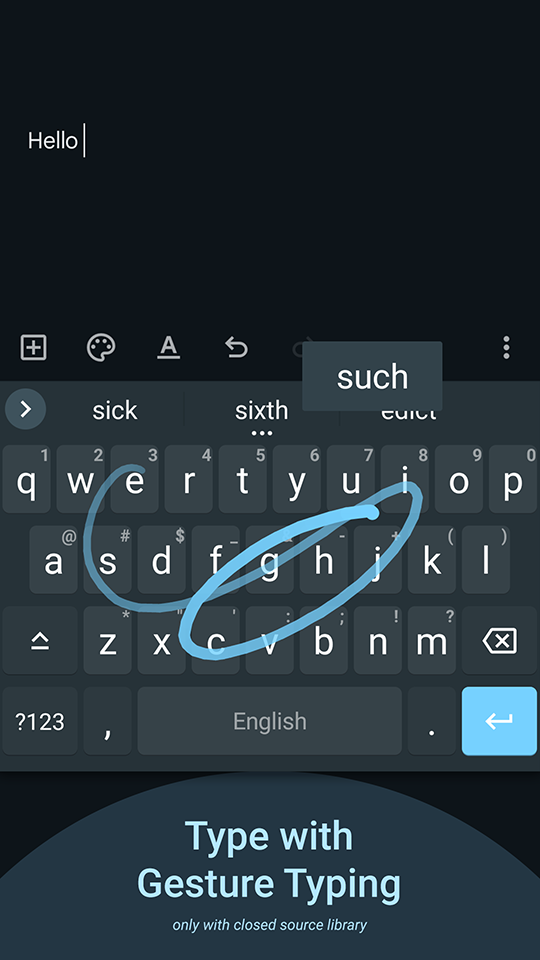 Hello
such
sick sixth edict
1 2 3 4 5 6 7 8 9 0
q w e r t y u i o p
@ # $ _ - + ( )
a s d f g h j k l
* " ' : ; ! ?
z x c v b n m
?123 , English .
Type with
Gesture Typing
only with closed source library